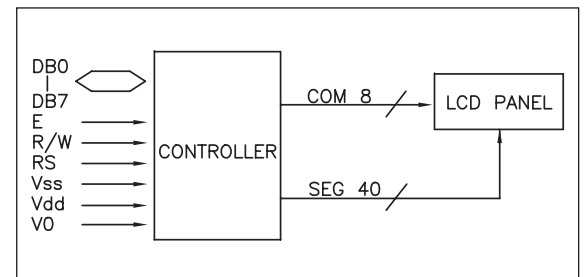 DB0
DB7
E
R/W
RS
Vss
Vdd
V0
CONTROLLER
COM 8
SEG 40
LCD PANEL